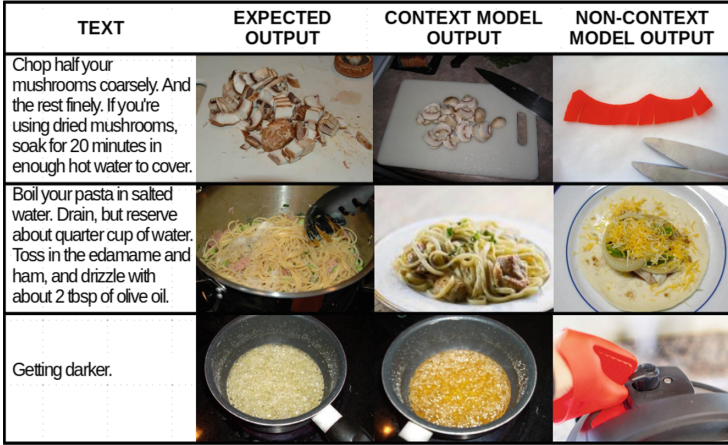 TEXT
EXPECTED
OUTPUT
CONTEXT MODEL
OUTPUT
NON-CONTEXT
MODEL OUTPUT
Chop half your
mushrooms coarsely. And
the rest finely. If you're
using dried mushrooms,
soak for 20 minutes in
enough hot water to cover.
Boil your pasta in salted
water. Drain, but reserve
about quarter cup of water.
Toss in the edamame and
ham, and drizzle with
about 2 tbsp of olive oil.
Getting darker.